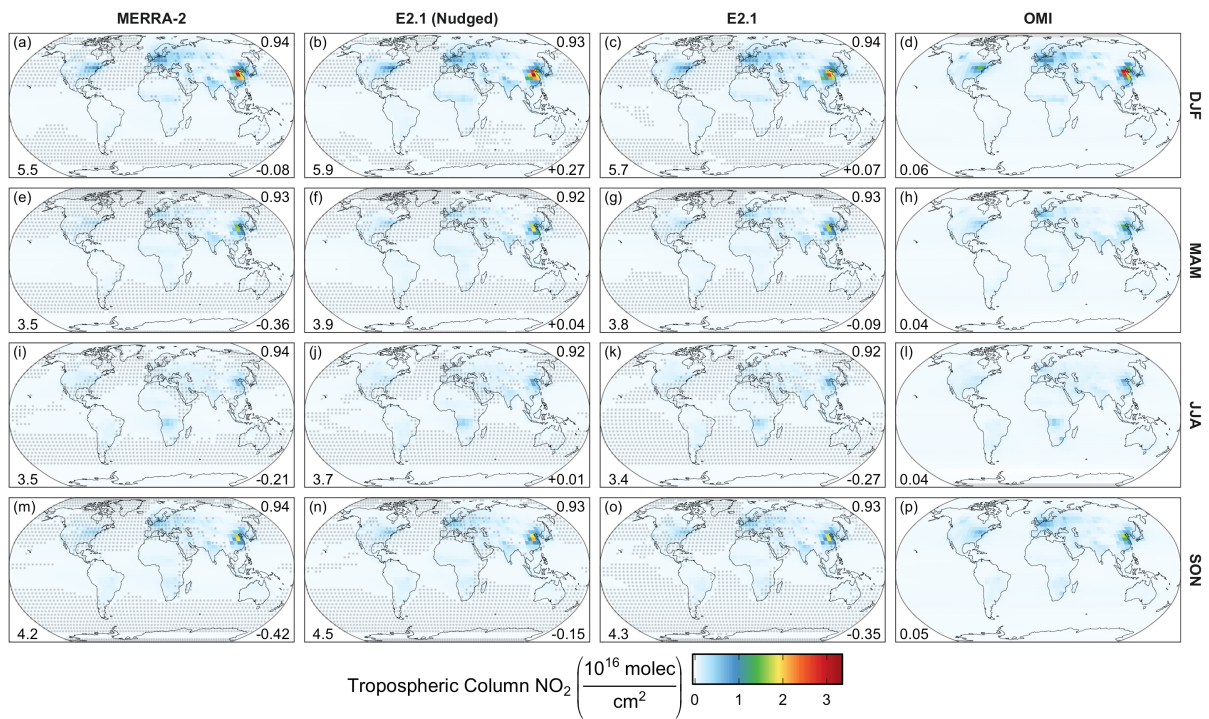 MERRA-2 E2.1 (Nudged) E2.1 OMI
(a) 0.94 (b) 0.93 (c) 0.94 (d)
DJF
5.5 -0.08 5.9 +0.27 5.7 +0.07 0.06
(e) 0.93 (f) 0.92 (g) 0.93 (h)
MAM
3.5 -0.36 3.9 +0.04 3.8 -0.09 0.04
(i) 0.94 (j) 0.92 (k) 0.92 (l)
JJA
3.5 -0.21 3.7 +0.01 3.4 -0.27 0.04
(m) 0.94 (n) 0.93 (o) 0.93 (p)
SON
4.2 -0.42 4.5 -0.15 4.3 -0.35 0.05
Tropospheric Column NO₂ (10¹⁶ molec / cm²)
0 1 2 3